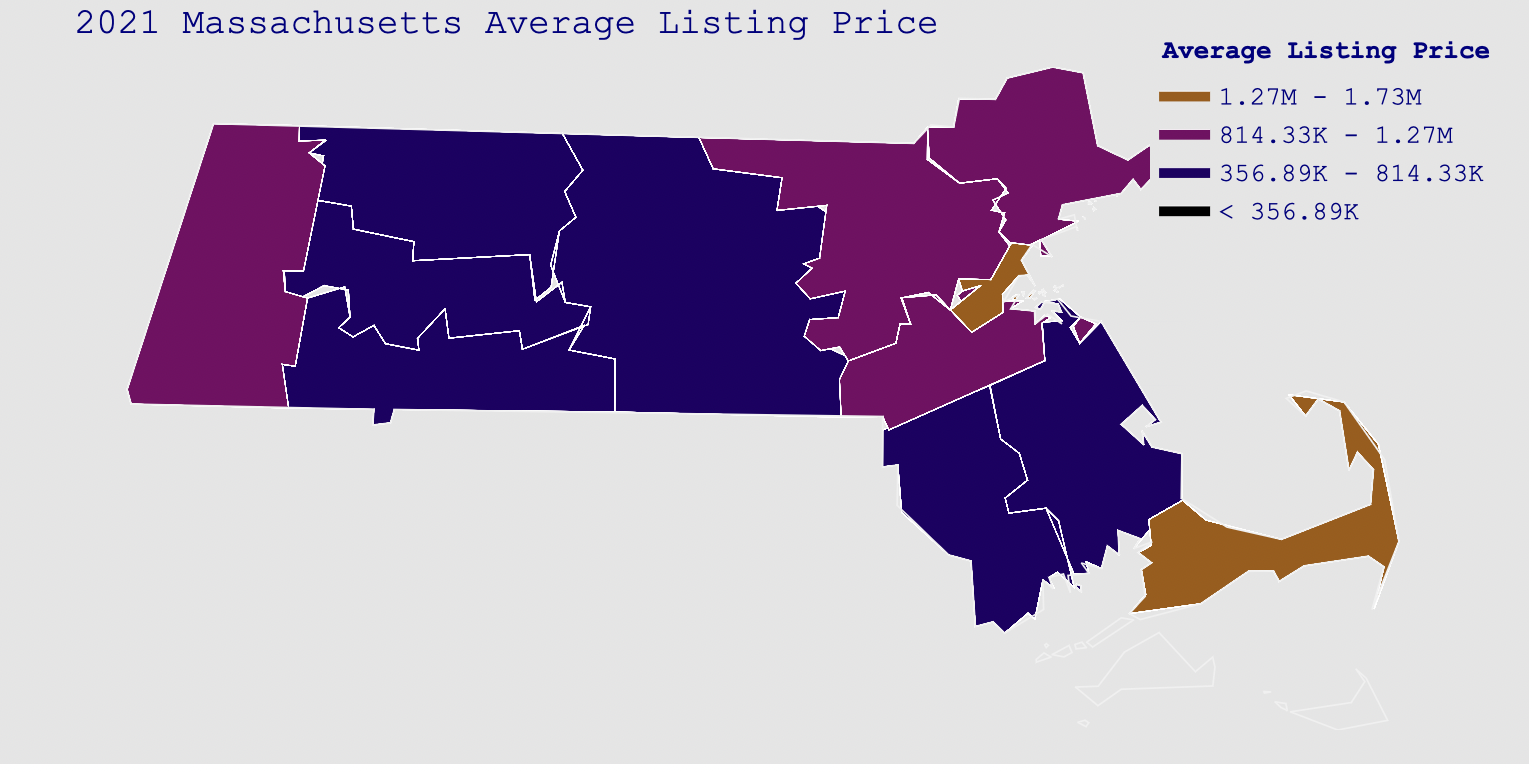 2021 Massachusetts Average Listing Price
Average Listing Price
1.27M - 1.73M
814.33K - 1.27M
356.89K - 814.33K
< 356.89K